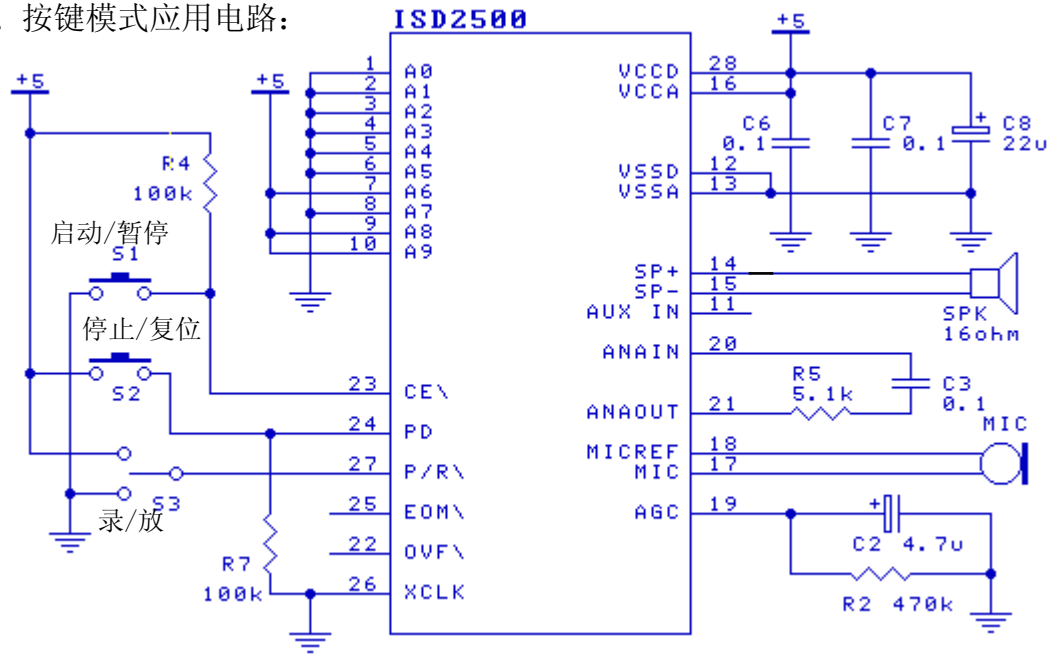 . 按键模式应用电路:
ISD2500
+5
+5
+5
1 A0
2 A1
3 A2
4 A3
5 A4
6 A5
7 A6
8 A7
9 A8
10 A9
VCCD 28
VCCA 16
C6
0.1
C7
0.1
+ C8
22u
VSSD 12
VSSA 13
R4
100k
启动/暂停
S1
停止/复位
S2
SP+ 14
SP- 15
AUX IN 11
SPK
16ohm
ANAIN 20
R5
5.1k
C3
0.1
ANAOUT 21
MIC
MICREF 18
MIC 17
23 CE\
24 PD
27 P/R\
S3
录/放
25 EOM\
22 OVF\
26 XCLK
R7
100k
AGC 19
+
C2 4.7u
R2 470k